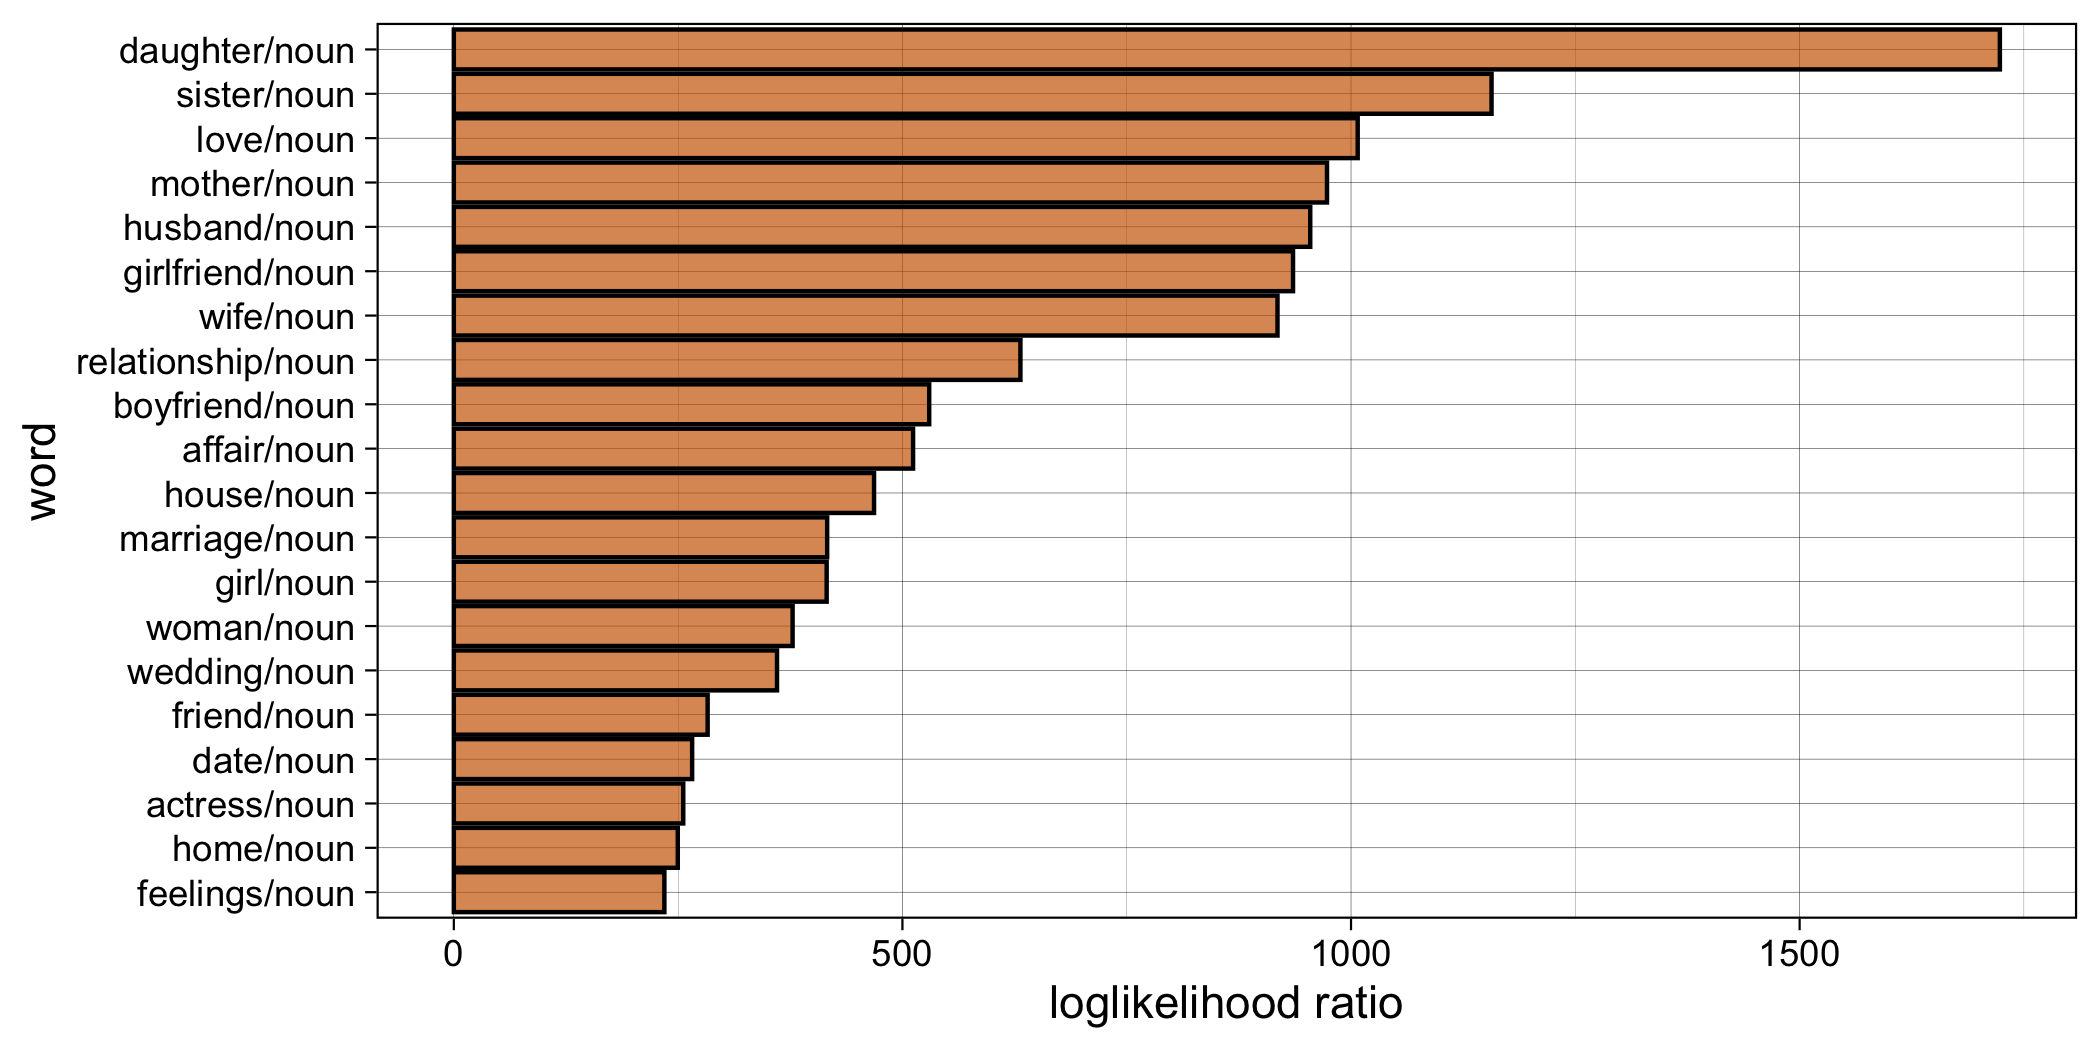 word
daughter/noun
sister/noun
love/noun
mother/noun
husband/noun
girlfriend/noun
wife/noun
relationship/noun
boyfriend/noun
affair/noun
house/noun
marriage/noun
girl/noun
woman/noun
wedding/noun
friend/noun
date/noun
actress/noun
home/noun
feelings/noun
0 500 1000 1500
loglikelihood ratio